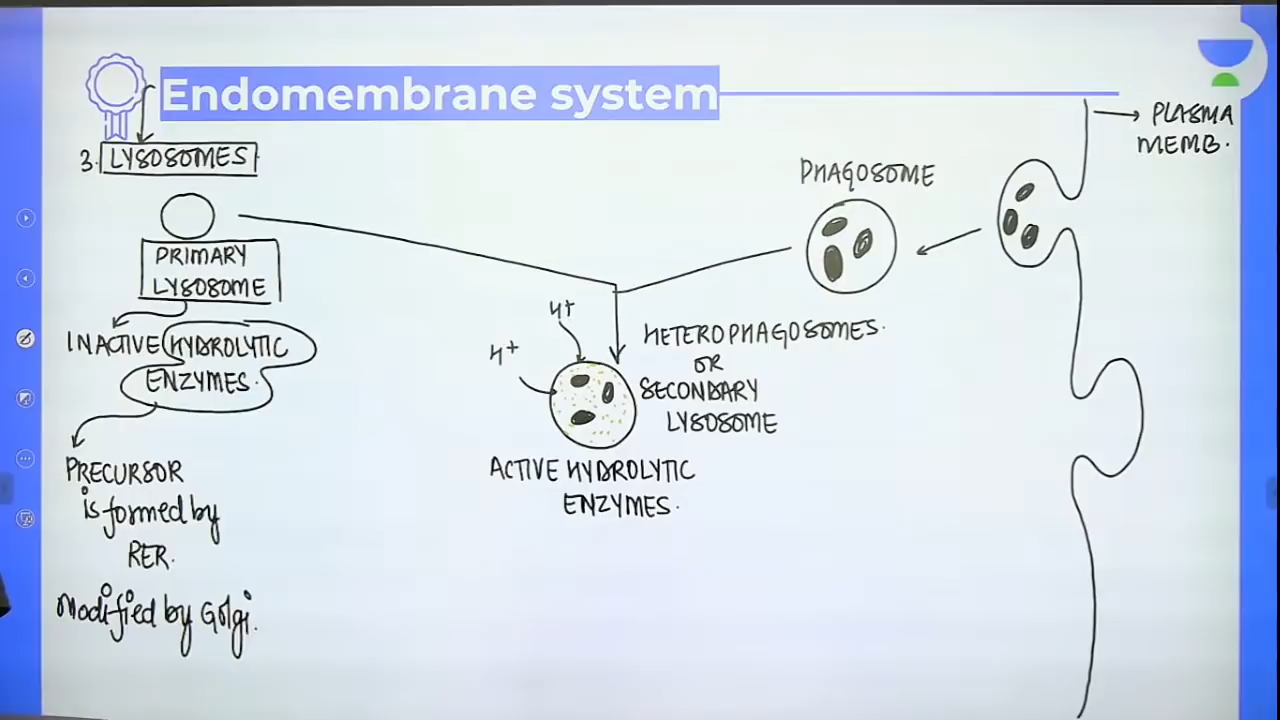 Endomembrane system
3. LYSOSOMES
PRIMARY
LYSOSOME
INACTIVE HYDROLYTIC
ENZYMES.
PRECURSOR
is formed by
RER.
Modified by Golgi.
H+
H+
ACTIVE HYDROLYTIC
ENZYMES.
HETEROPHAGOSOMES.
OR
SECONDARY
LYSOSOME
PHAGOSOME
PLASMA
MEMB.